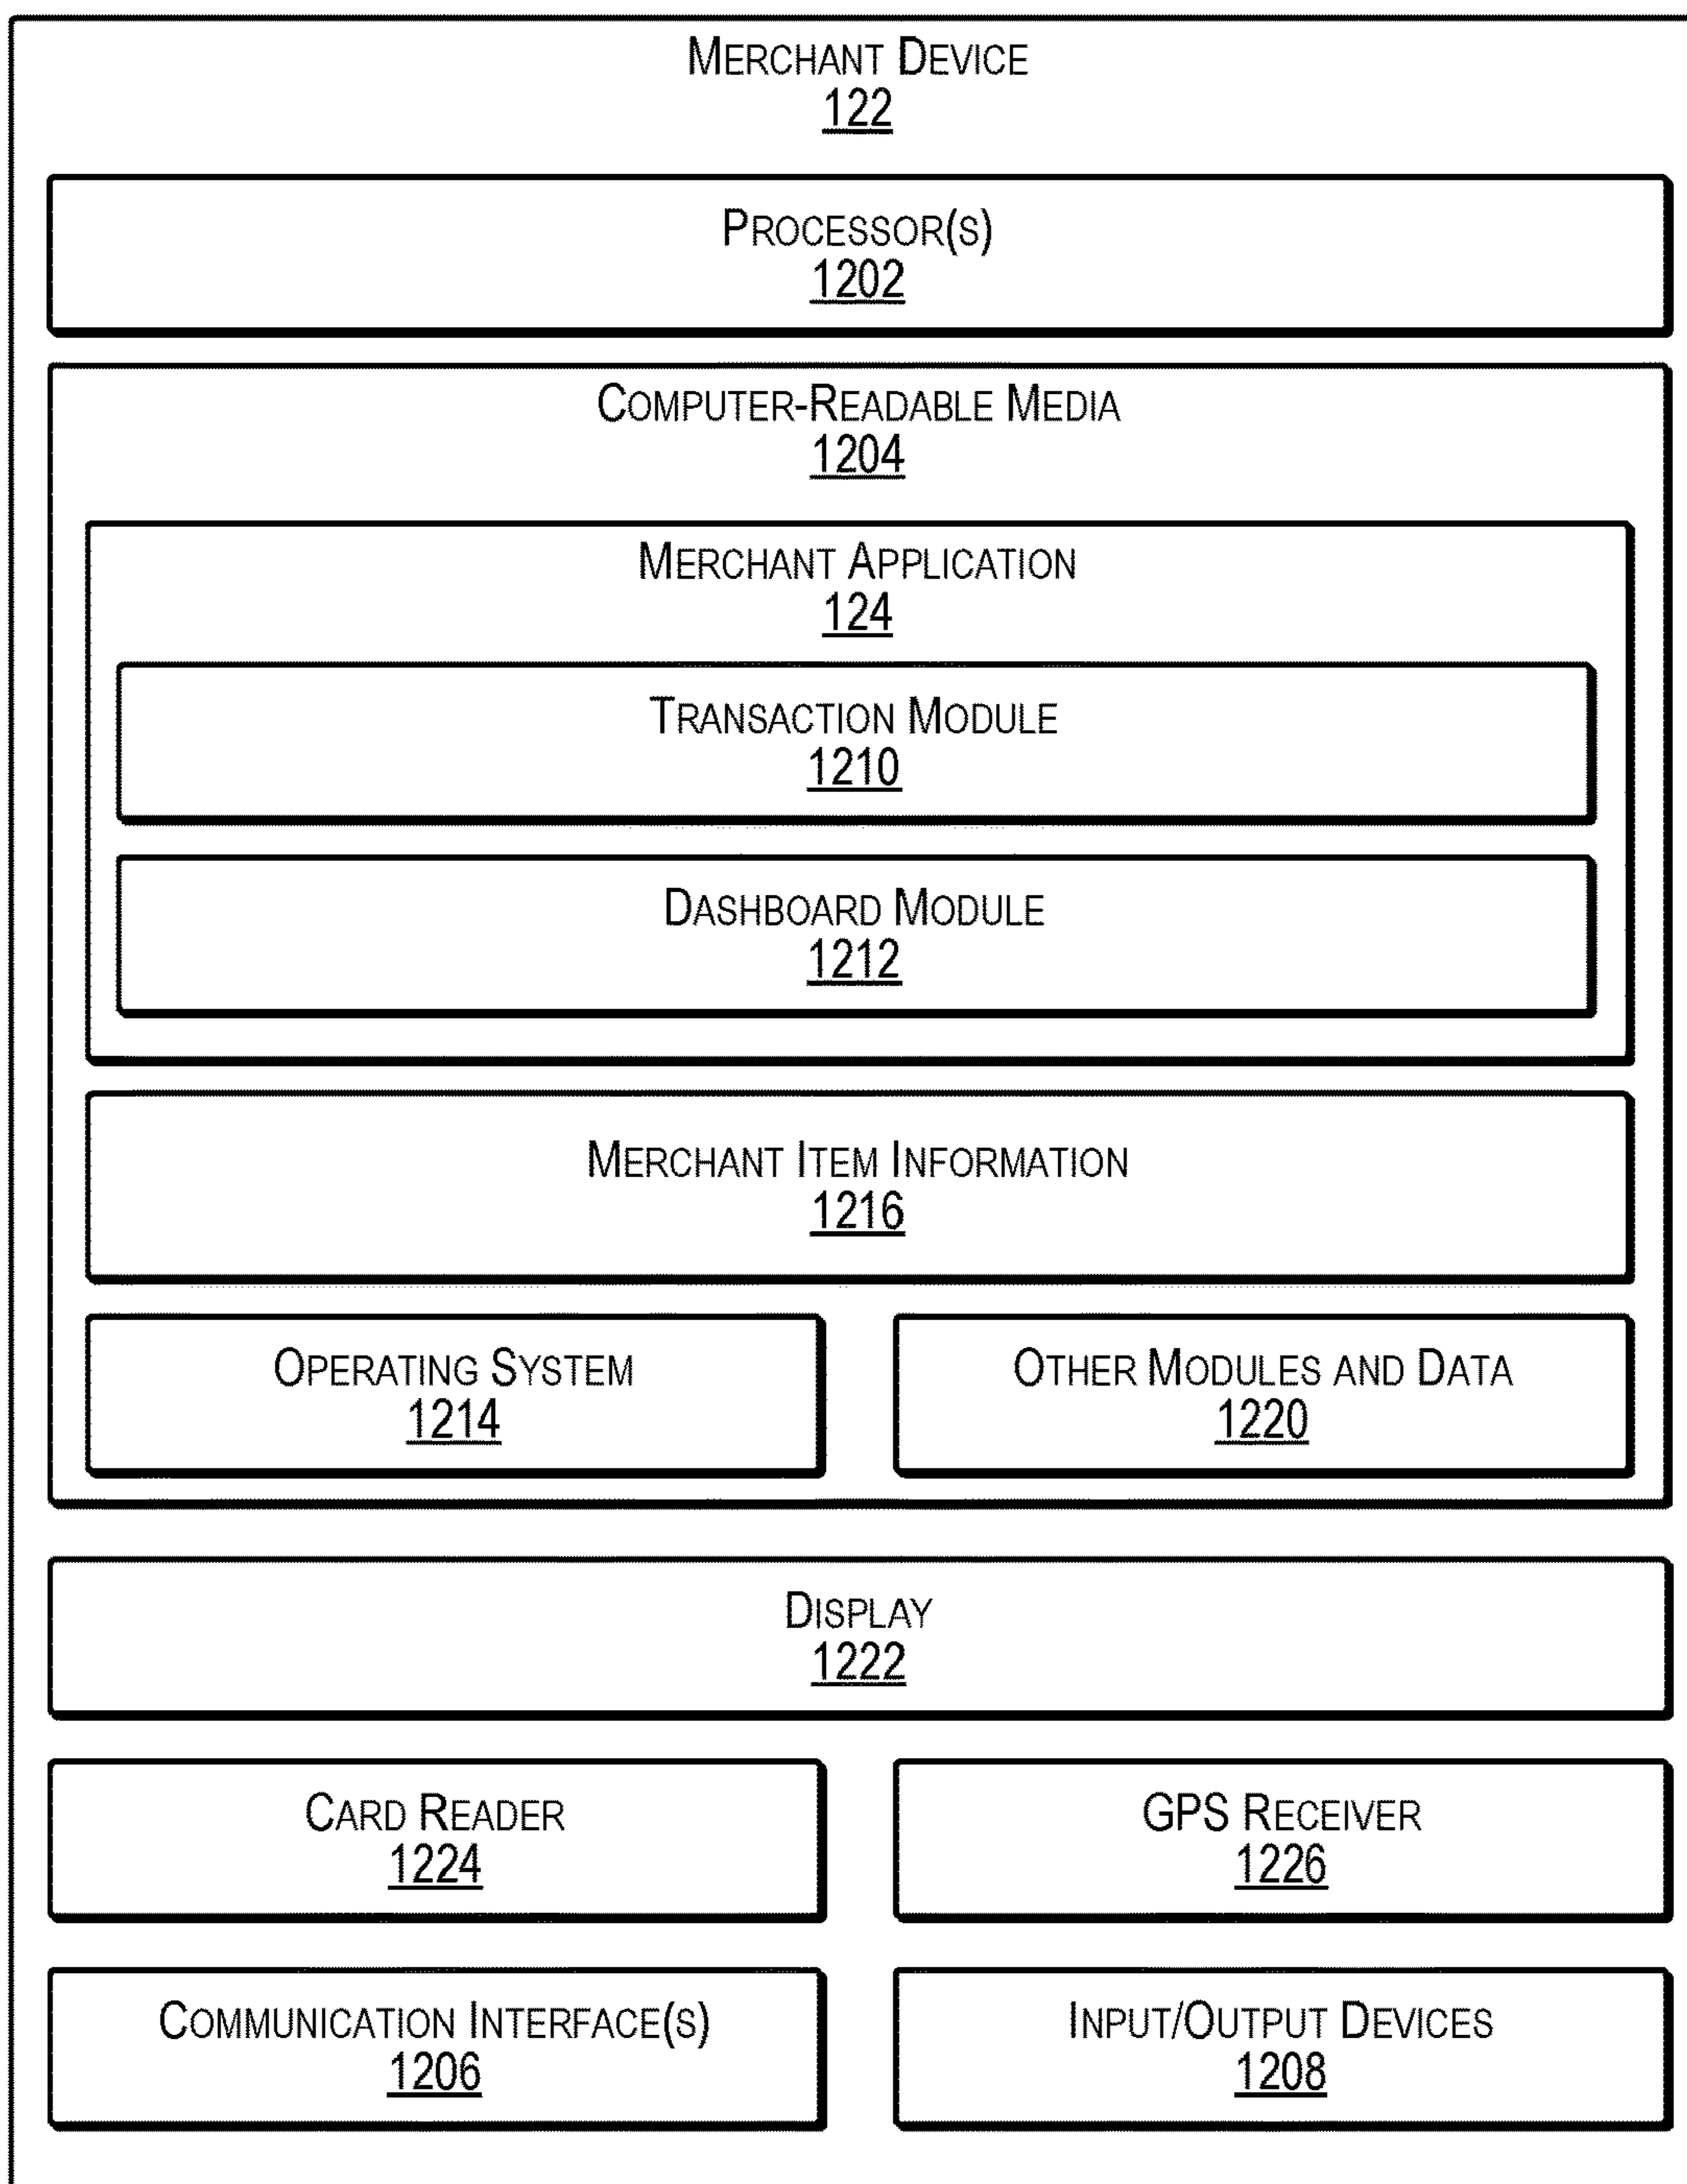 MERCHANT DEVICE
122
PROCESSOR(S)
1202
COMPUTER-READABLE MEDIA
1204
MERCHANT APPLICATION
124
TRANSACTION MODULE
1210
DASHBOARD MODULE
1212
MERCHANT ITEM INFORMATION
1216
OPERATING SYSTEM
1214
OTHER MODULES AND DATA
1220
DISPLAY
1222
CARD READER
1224
GPS RECEIVER
1226
COMMUNICATION INTERFACE(S)
1206
INPUT/OUTPUT DEVICES
1208